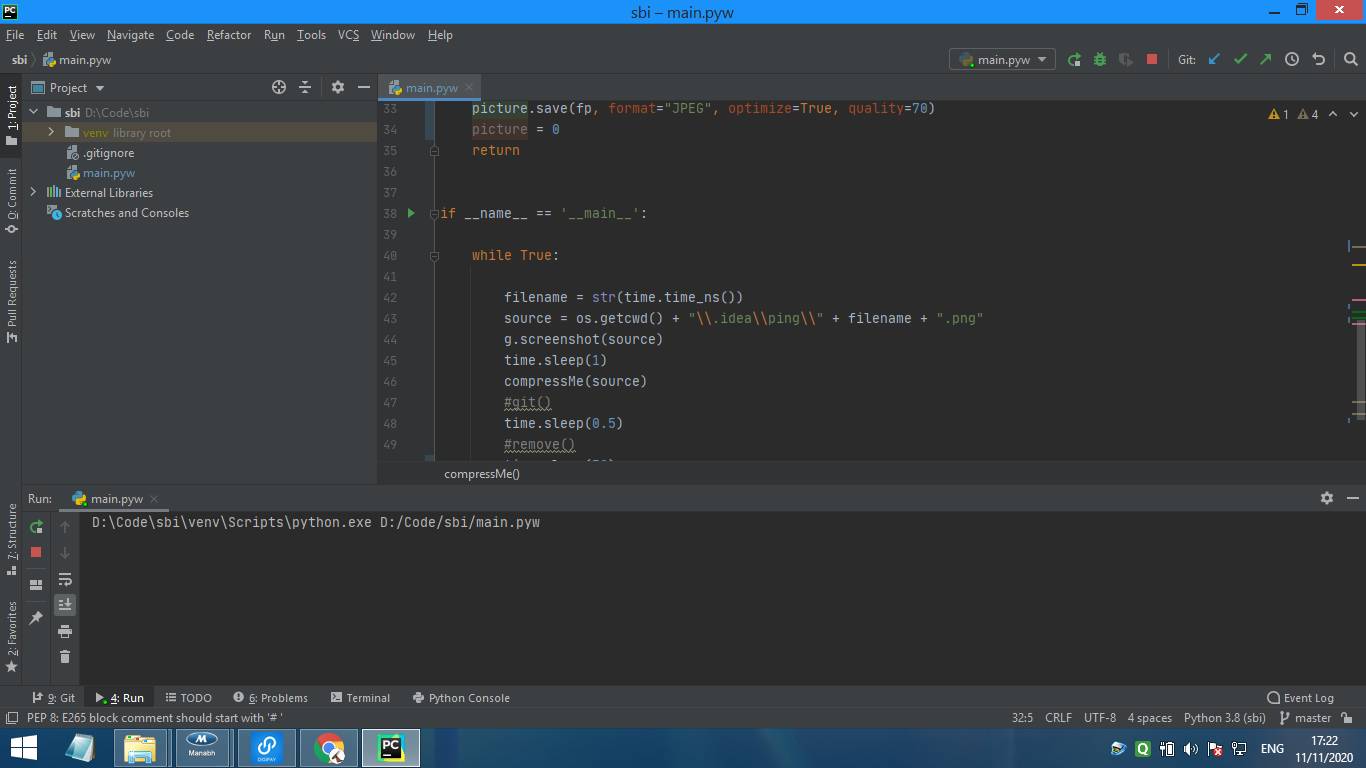 PC
sbi – main.pyw
File Edit View Navigate Code Refactor Run Tools VCS Window Help
sbi main.pyw
main.pyw Git:
1: Project
0: Commit
Pull Requests
7: Structure
2: Favorites
Project
sbi D:\Code\sbi
venv library root
.gitignore
main.pyw
External Libraries
Scratches and Consoles
main.pyw
1 4
33 picture.save(fp, format="JPEG", optimize=True, quality=70)
34 picture = 0
35 return
36
37
38 if __name__ == '__main__':
39
40 while True:
41
42 filename = str(time.time_ns())
43 source = os.getcwd() + "\\.idea\\ping\\" + filename + ".png"
44 g.screenshot(source)
45 time.sleep(1)
46 compressMe(source)
47 #git()
48 time.sleep(0.5)
49 #remove()
compressMe()
Run: main.pyw
D:\Code\sbi\venv\Scripts\python.exe D:/Code/sbi/main.pyw
9: Git 4: Run TODO 6: Problems Terminal Python Console Event Log
PEP 8: E265 block comment should start with '# ' 32:5 CRLF UTF-8 4 spaces Python 3.8 (sbi) master
Manabh
DIGIPAY
PC
Q
ENG
17:22
11/11/2020